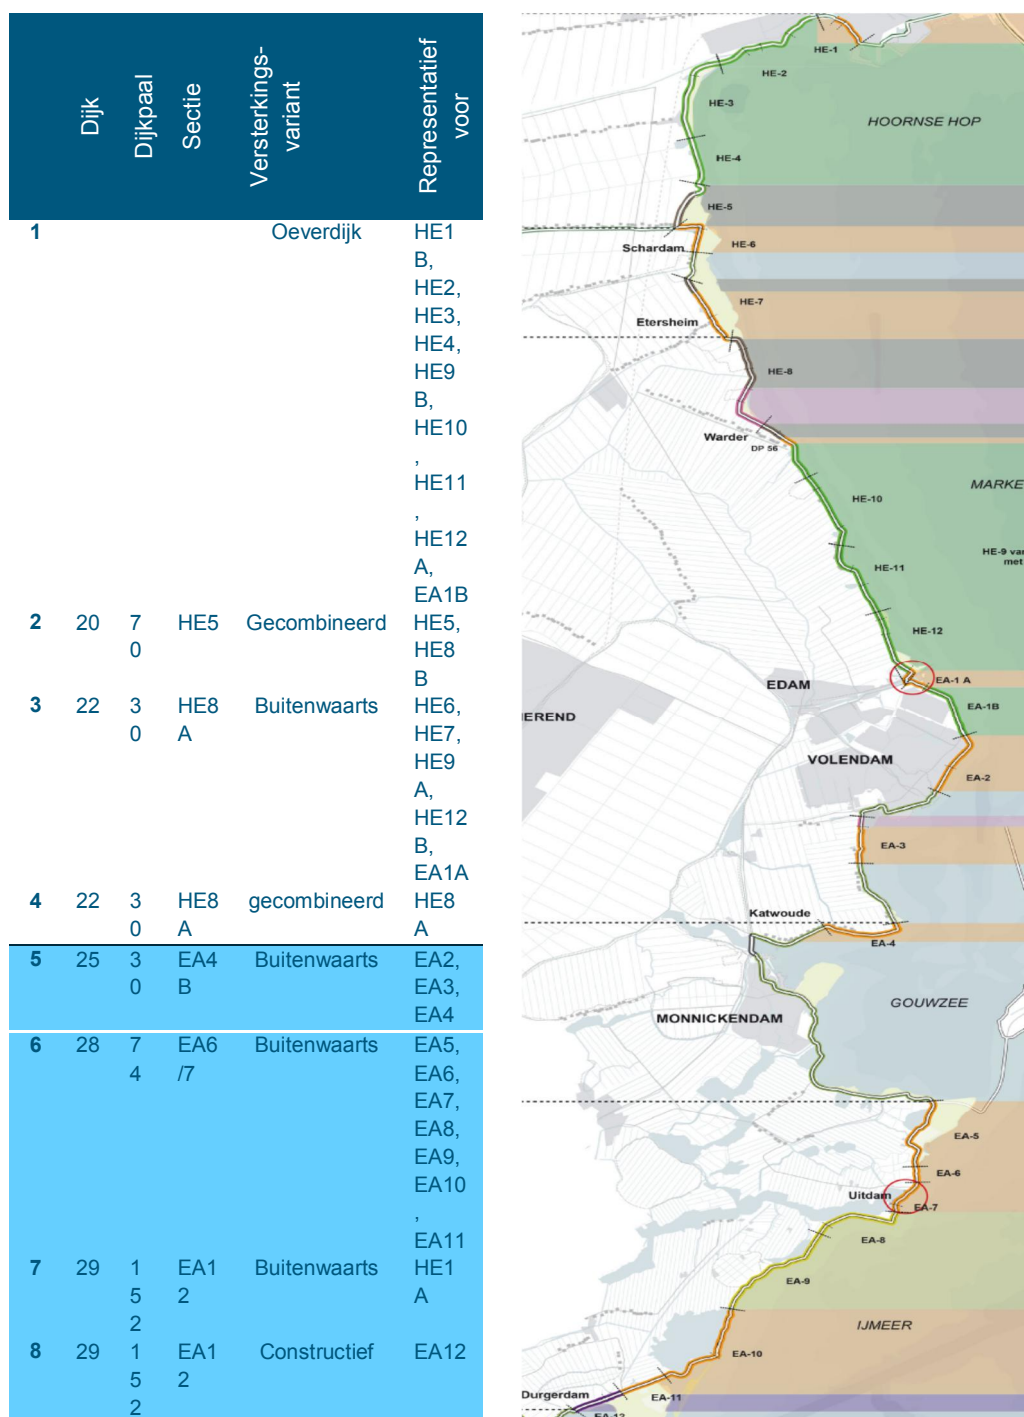 Dijk
Dijkpaal
Sectie
Versterkings-
variant
Representatief
voor
1 Oeverdijk HE1
B,
HE2,
HE3,
HE4,
HE9
B,
HE10
,
HE11
,
HE12
A,
EA1B
2 20 7 HE5 Gecombineerd HE5,
0 HE8
B
3 22 3 HE8 Buitenwaarts HE6,
0 A HE7,
HE9
A,
HE12
B,
EA1A
4 22 3 HE8 gecombineerd HE8
0 A A
5 25 3 EA4 Buitenwaarts EA2,
0 B EA3,
EA4
6 28 7 EA6 Buitenwaarts EA5,
4 /7 EA6,
EA7,
EA8,
EA9,
EA10
,
EA11
7 29 1 EA1 Buitenwaarts HE1
5 2 A
2
8 29 1 EA1 Constructief EA12
5 2
2
HE-1
HE-2
HE-3
HOORNSE HOP
HE-4
HE-5
Schardam
HE-6
HE-7
Etersheim
HE-8
Warder
DP 56
MARKE
HE-10
HE-9 var
met
HE-11
HE-12
EDAM
EA-1 A
EA-1B
EREND
VOLENDAM
EA-2
EA-3
Katwoude
EA-4
GOUWZEE
MONNICKENDAM
EA-5
EA-6
Uitdam
EA-7
EA-8
EA-9
IJMEER
EA-10
Durgerdam
EA-11
EA-12